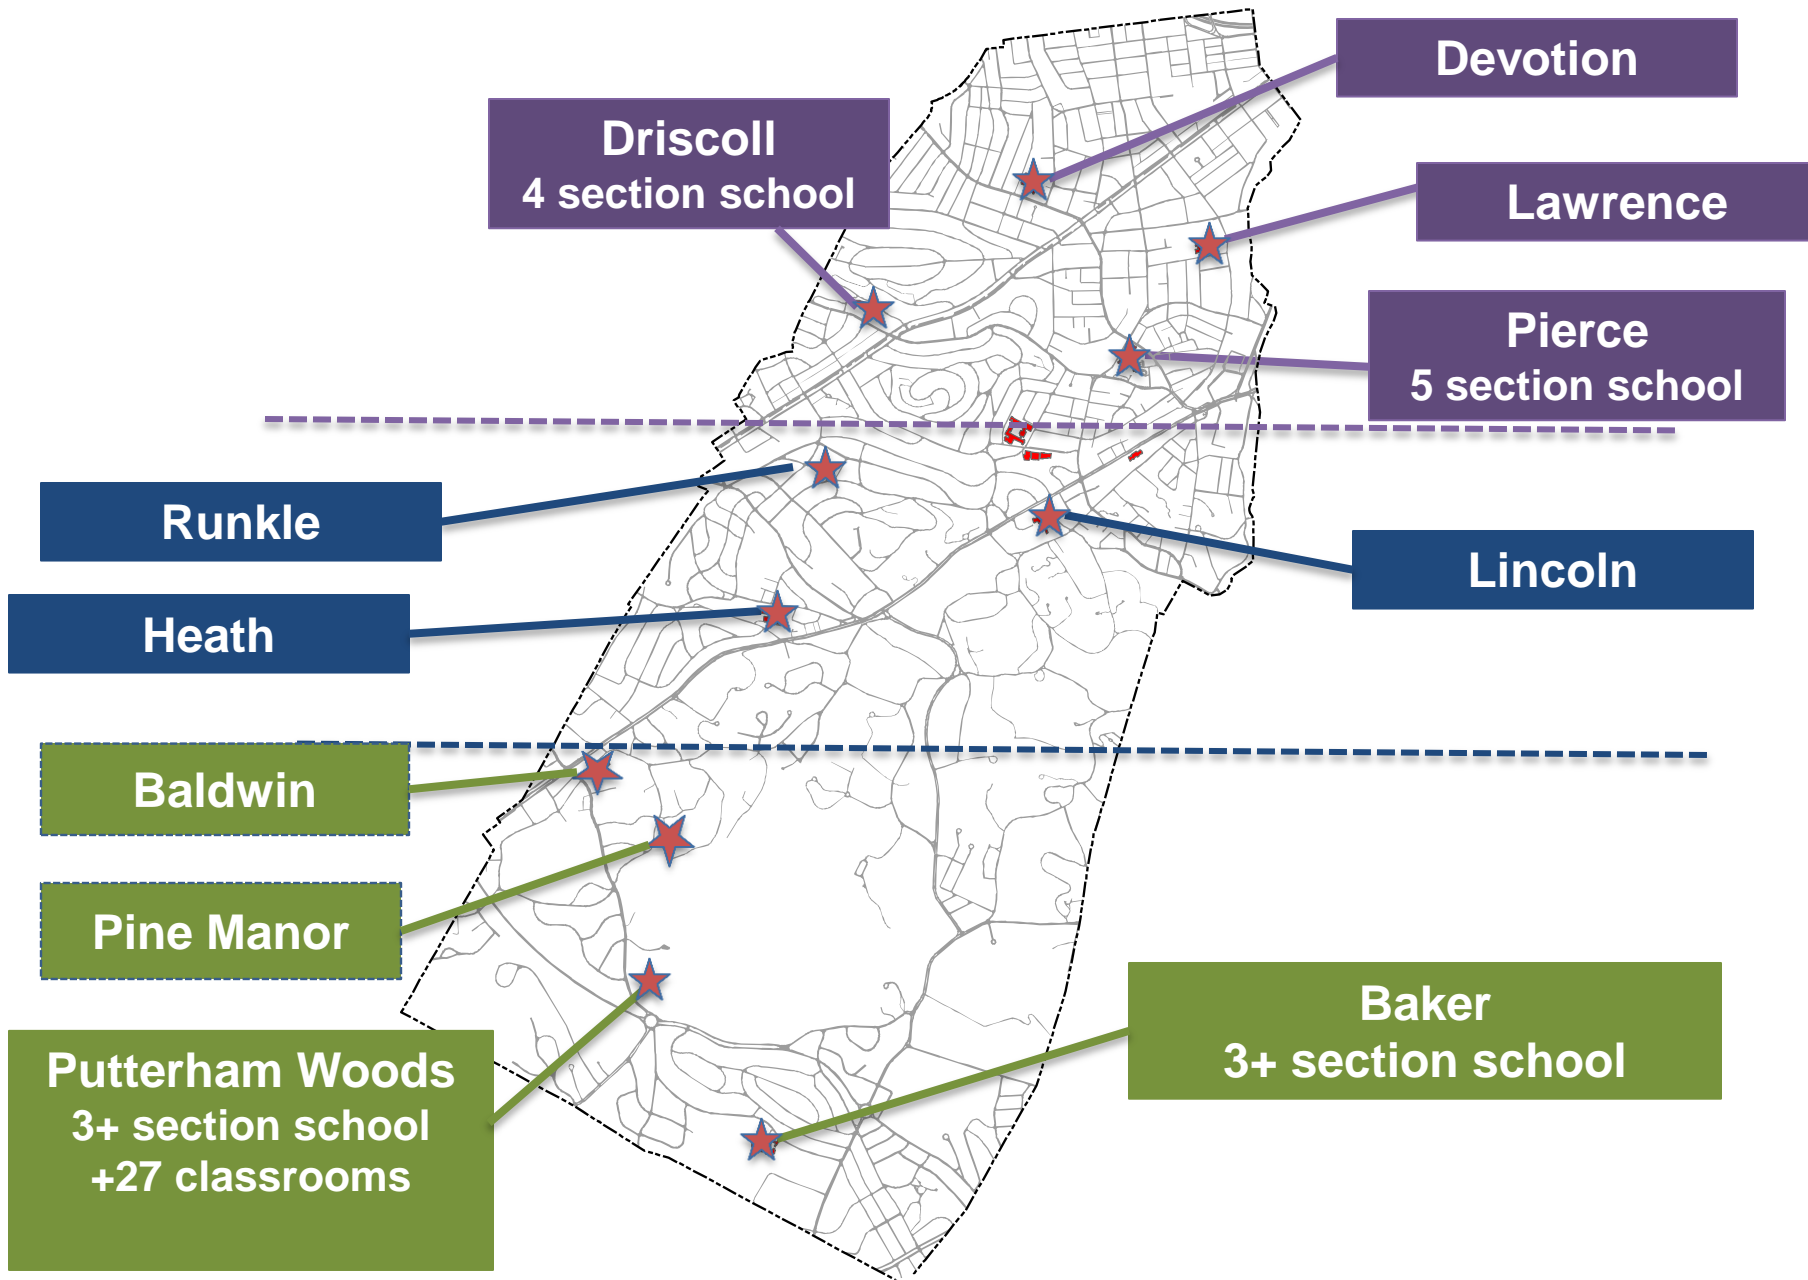 Devotion
Driscoll
4 section school
Lawrence
Pierce
5 section school
Runkle
Lincoln
Heath
Baldwin
Pine Manor
Baker
3+ section school
Putterham Woods
3+ section school
+27 classrooms